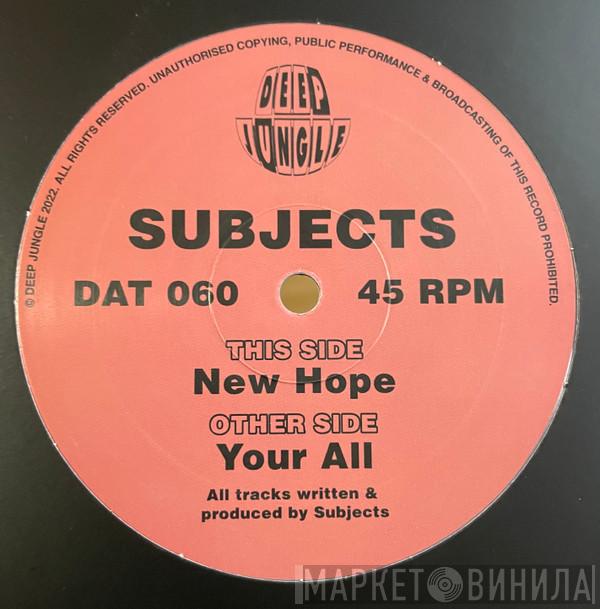 © DEEP JUNGLE 2022. ALL RIGHTS RESERVED. UNAUTHORISED COPYING, PUBLIC PERFORMANCE & BROADCASTING OF THIS RECORD PROHIBITED.
DEEP
JUNGLE
SUBJECTS
DAT 060
45 RPM
THIS SIDE
New Hope
OTHER SIDE
Your All
All tracks written &
produced by Subjects
МАРКЕТ ВИНИЛА